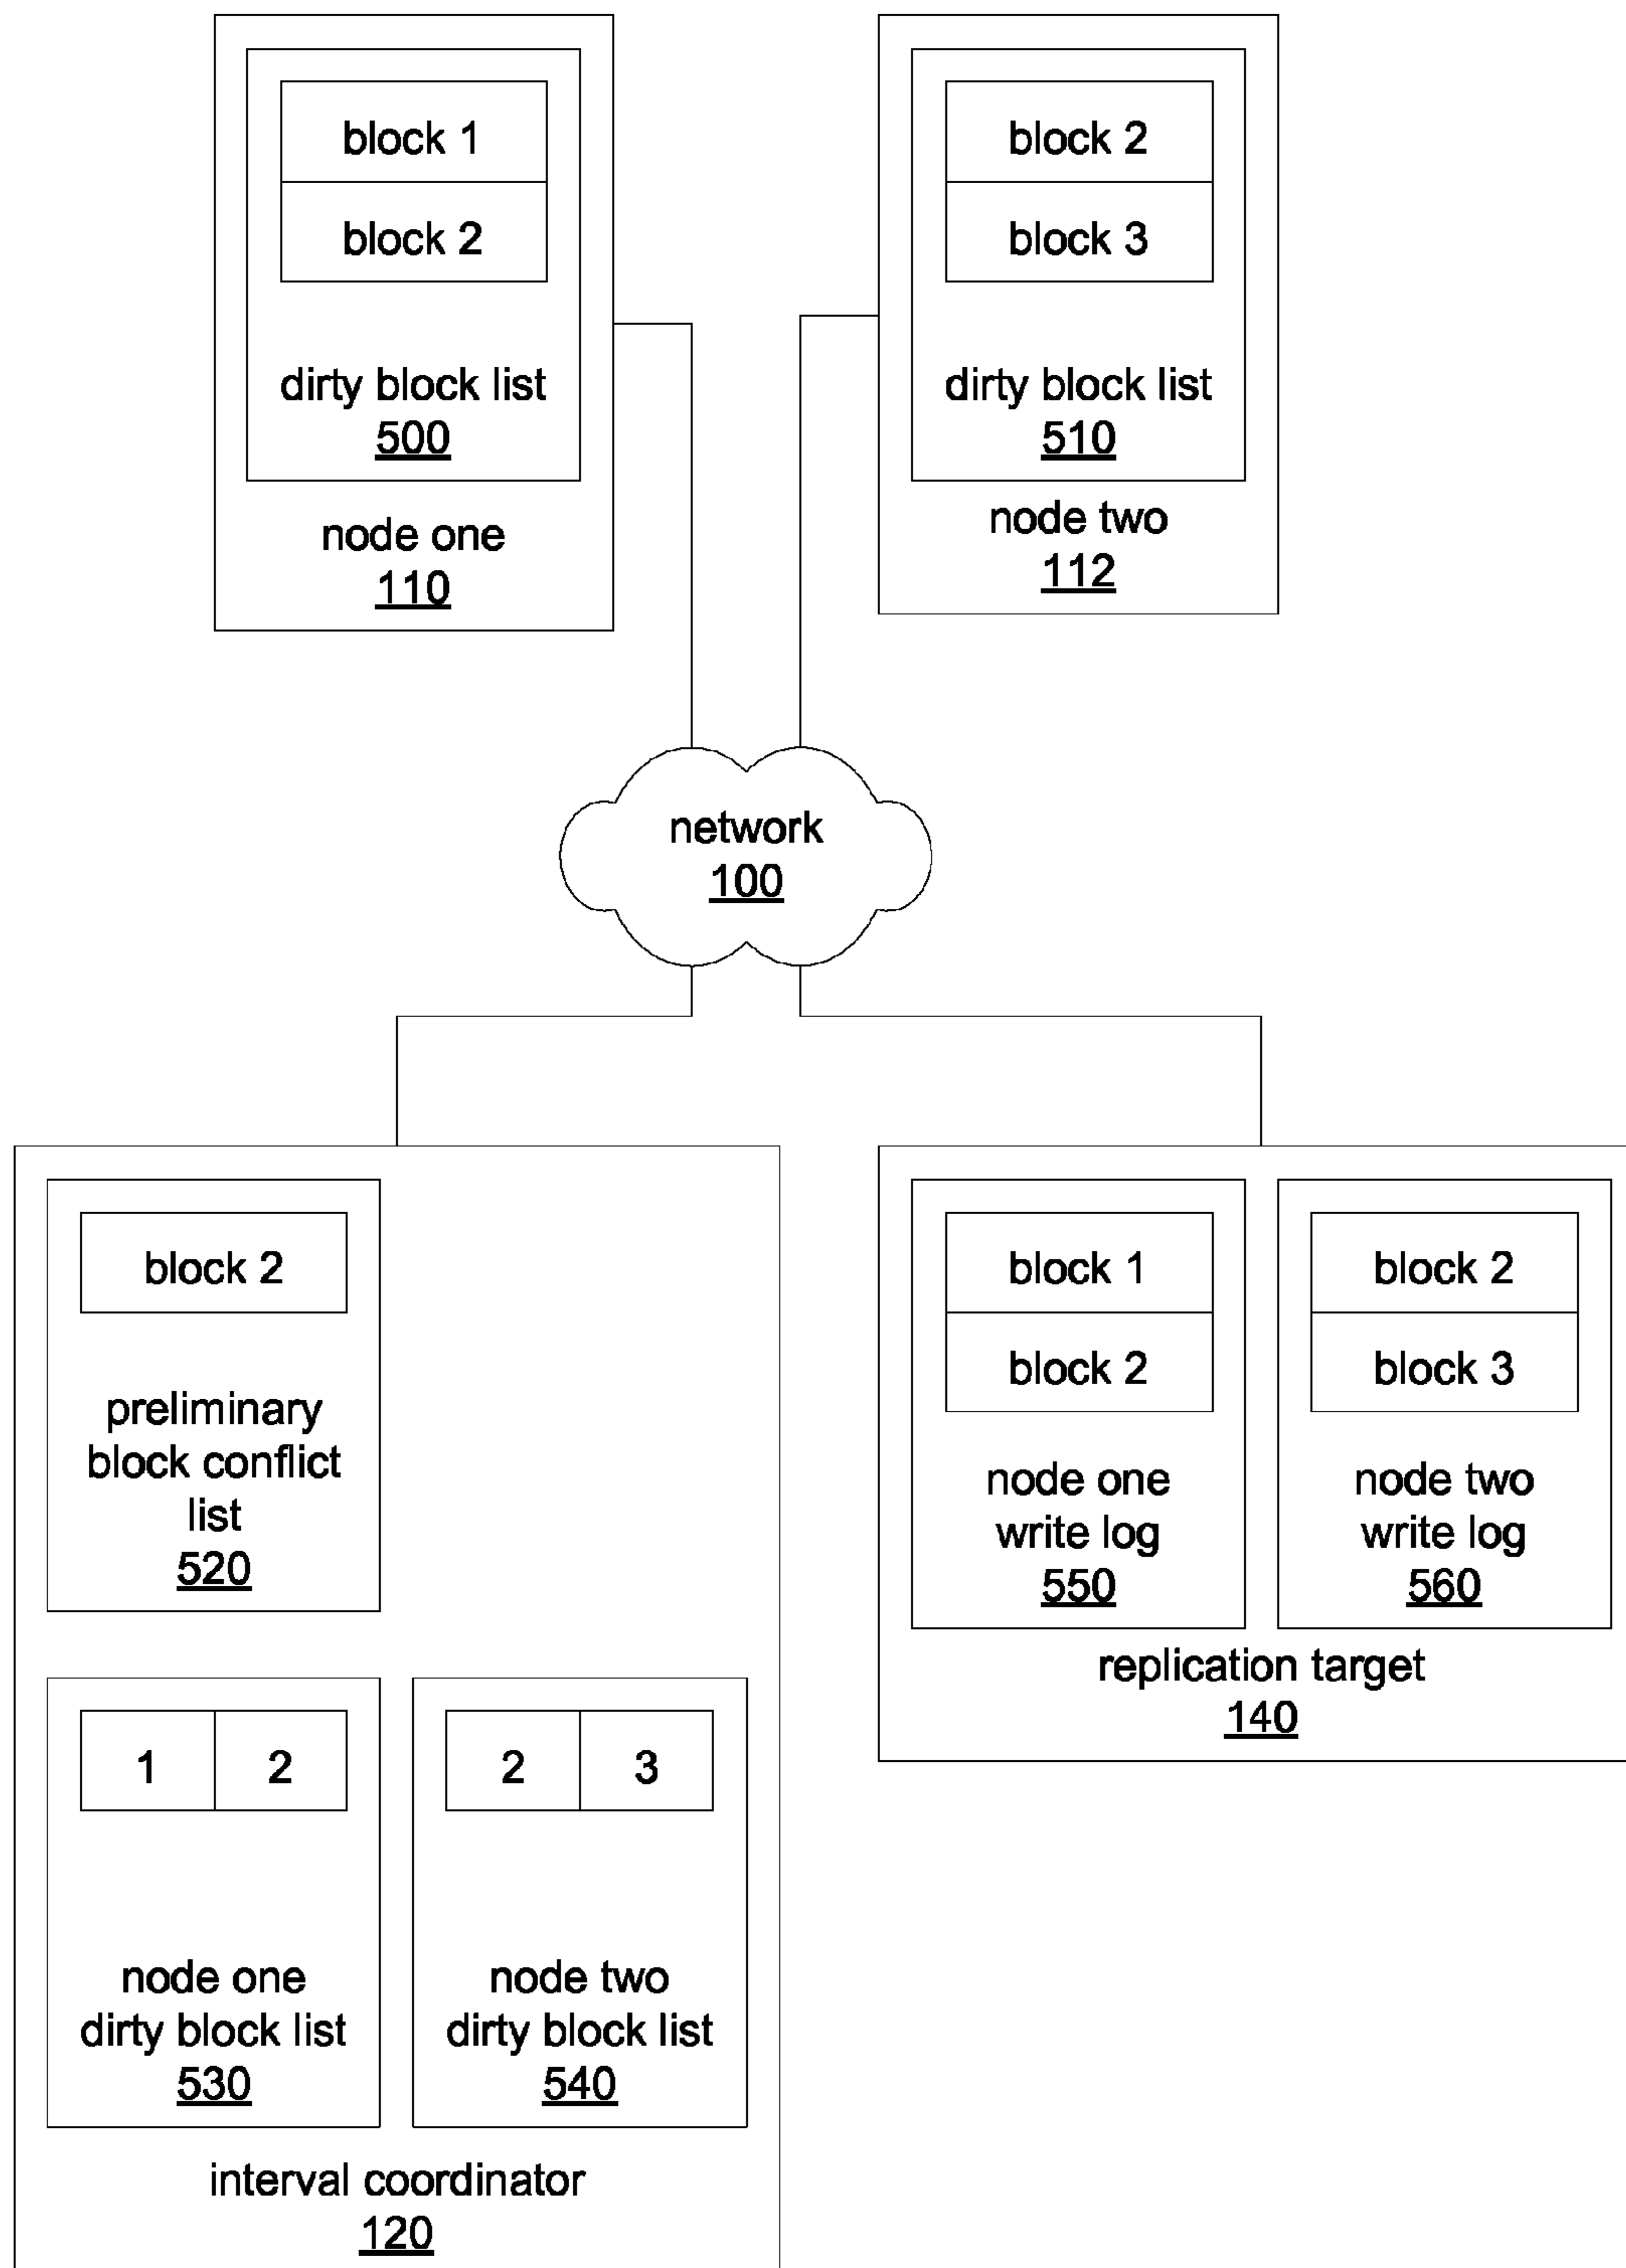 block 1
block 2
dirty block list
500
node one
110
block 2
block 3
dirty block list
510
node two
112
network
100
block 2
preliminary
block conflict
list
520
1 2
node one
dirty block list
530
2 3
node two
dirty block list
540
interval coordinator
120
block 1
block 2
node one
write log
550
block 2
block 3
node two
write log
560
replication target
140